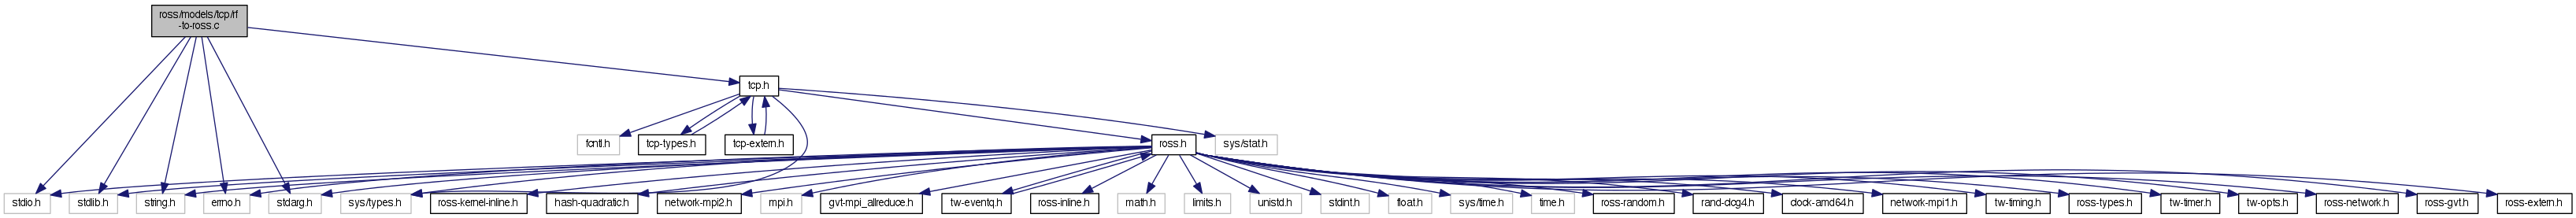 ross/models/tcp/rf
-to-ross.c
tcp.h
fcntl.h
tcp-types.h
tcp-extern.h
ross.h
sys/stat.h
stdio.h
stdlib.h
string.h
errno.h
stdarg.h
sys/types.h
ross-kernel-inline.h
hash-quadratic.h
network-mpi2.h
mpi.h
gvt-mpi_allreduce.h
tw-eventq.h
ross-inline.h
math.h
limits.h
unistd.h
stdint.h
float.h
sys/time.h
time.h
ross-random.h
rand-clcg4.h
clock-amd64.h
network-mpi1.h
tw-timing.h
ross-types.h
tw-timer.h
tw-opts.h
ross-network.h
ross-gvt.h
ross-extern.h